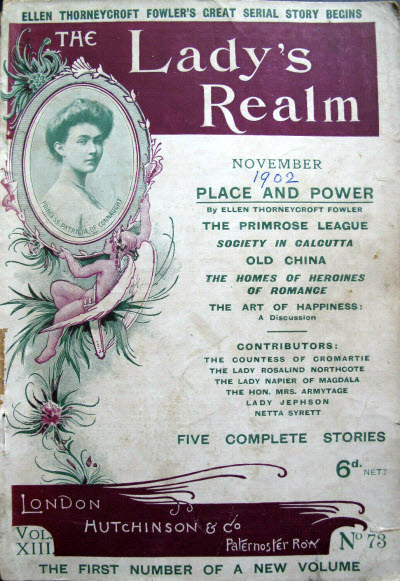 ELLEN THORNEYCROFT FOWLER'S GREAT SERIAL STORY BEGINS
THE
Lady's
Realm
PRINCESS PATRICIA OF CONNAUGHT
NOVEMBER
1902
PLACE AND POWER
By ELLEN THORNEYCROFT FOWLER
THE PRIMROSE LEAGUE
SOCIETY IN CALCUTTA
OLD CHINA
THE HOMES OF HEROINES
OF ROMANCE
THE ART OF HAPPINESS:
A Discussion
CONTRIBUTORS:
THE COUNTESS OF CROMARTIE
THE LADY ROSALIND NORTHCOTE
THE LADY NAPIER OF MAGDALA
THE HON. MRS. ARMYTAGE
LADY JEPHSON
NETTA SYRETT
FIVE COMPLETE STORIES
6d. NETT
LONDON
HUTCHINSON & Co
Paternoster Row
VOL.
XIII.
No 73
THE FIRST NUMBER OF A NEW VOLUME